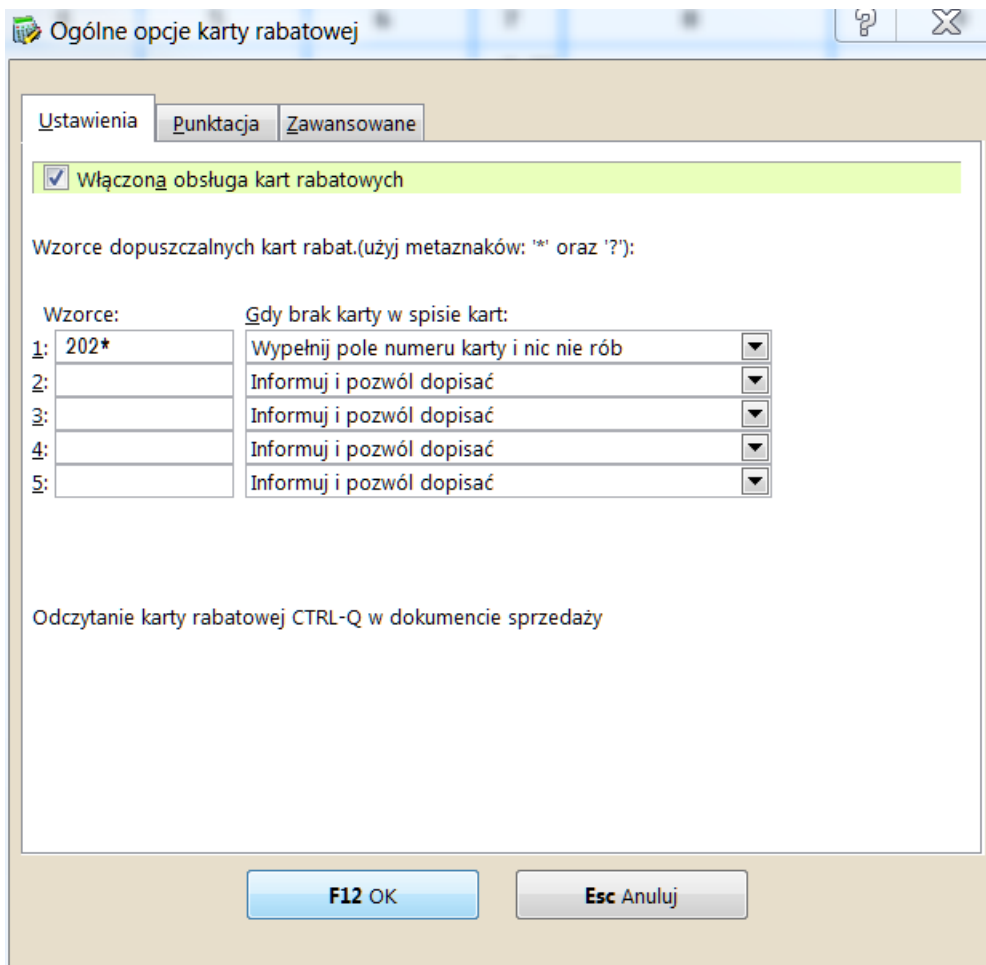 Ogólne opcje karty rabatowej
Ustawienia Punktacja Zawansowane
Włączona obsługa kart rabatowych
Wzorce dopuszczalnych kart rabat.(użyj metaznaków: '*' oraz '?'):
Wzorce: Gdy brak karty w spisie kart:
1: 202* Wypełnij pole numeru karty i nic nie rób
2: Informuj i pozwól dopisać
3: Informuj i pozwól dopisać
4: Informuj i pozwól dopisać
5: Informuj i pozwól dopisać
Odczytanie karty rabatowej CTRL-Q w dokumencie sprzedaży
F12 OK Esc Anuluj